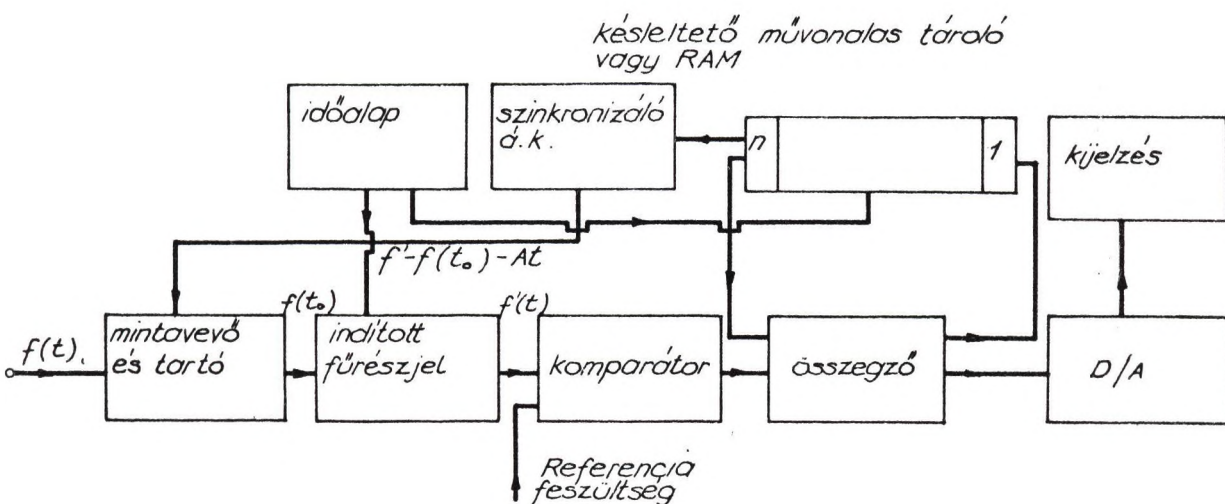 késleltető művonalas tároló
vagy RAM
időalap
szinkronizáló
á.k.
n
1
kijelzés
f'-f(t₀)-At
f(t).
mintavevő
és tartó
f(t₀)
indított
fűrészjel
f'(t)
komparátor
összegző
D/A
Referencia
feszültség